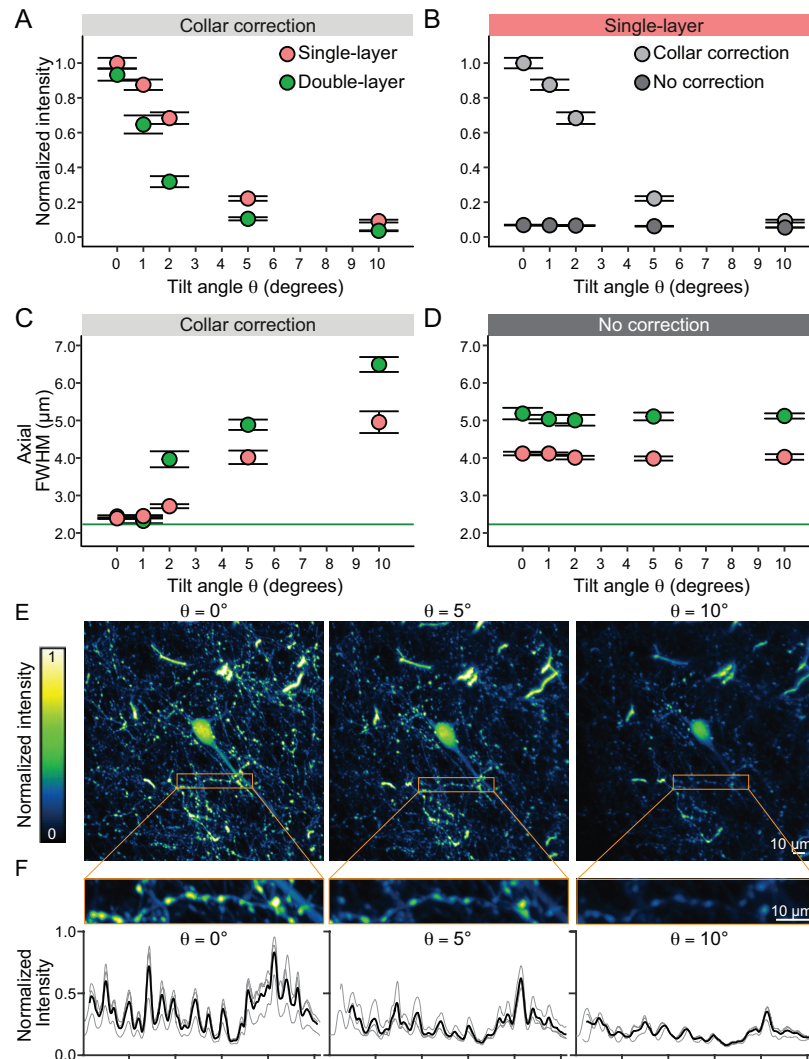 A
Collar correction
Normalized intensity
1.0
0.8
0.6
0.4
0.2
0.0
Single-layer
Double-layer
0 1 2 3 4 5 6 7 8 9 10
Tilt angle θ (degrees)
B
Single-layer
1.0
0.8
0.6
0.4
0.2
0.0
Collar correction
No correction
0 1 2 3 4 5 6 7 8 9 10
Tilt angle θ (degrees)
C
Collar correction
Axial
FWHM (μm)
7.0
6.0
5.0
4.0
3.0
2.0
0 1 2 3 4 5 6 7 8 9 10
Tilt angle θ (degrees)
D
No correction
7.0
6.0
5.0
4.0
3.0
2.0
0 1 2 3 4 5 6 7 8 9 10
Tilt angle θ (degrees)
E
θ = 0°
θ = 5°
θ = 10°
Normalized intensity
1
0
10 μm
F
10 μm
Normalized
Intensity
1.0
0.5
0.0
θ = 0°
θ = 5°
θ = 10°